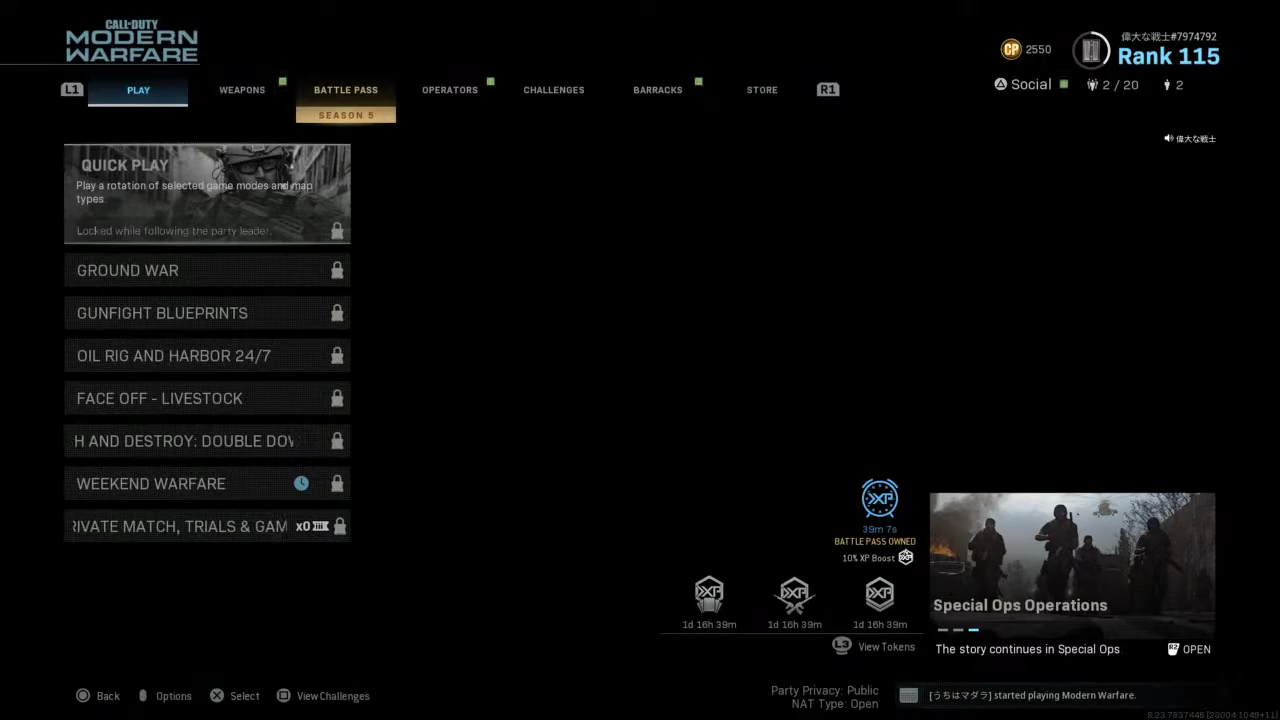 CALL·DUTY
MODERN
WARFARE
CP 2550
偉大な戦士#7974792
Rank 115
L1 PLAY WEAPONS BATTLE PASS OPERATORS CHALLENGES BARRACKS STORE R1
SEASON 5
Social 2 / 20 2
偉大な戦士
QUICK PLAY
Play a rotation of selected game modes and map
types.
Locked while following the party leader.
GROUND WAR
GUNFIGHT BLUEPRINTS
OIL RIG AND HARBOR 24/7
FACE OFF - LIVESTOCK
H AND DESTROY: DOUBLE DOW
WEEKEND WARFARE
RIVATE MATCH, TRIALS & GAM x0
XP
39m 7s
BATTLE PASS OWNED
10% XP Boost
1d 16h 39m 1d 16h 39m 1d 16h 39m
L3 View Tokens
Special Ops Operations
The story continues in Special Ops
R2 OPEN
Back Options Select View Challenges
Party Privacy: Public
NAT Type: Open
[うちはマダラ] started playing Modern Warfare.